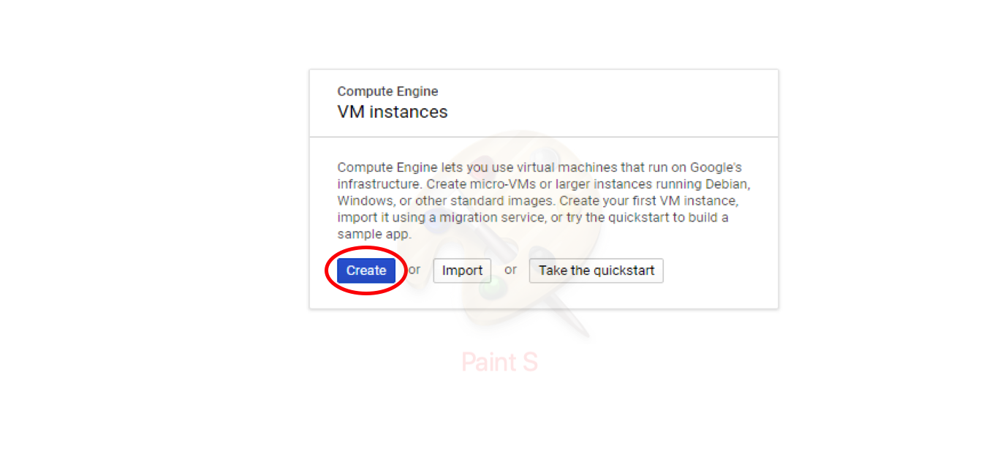 Compute Engine
VM instances
Compute Engine lets you use virtual machines that run on Google's
infrastructure. Create micro-VMs or larger instances running Debian,
Windows, or other standard images. Create your first VM instance,
import it using a migration service, or try the quickstart to build a
sample app.
Create or Import or Take the quickstart
Paint S